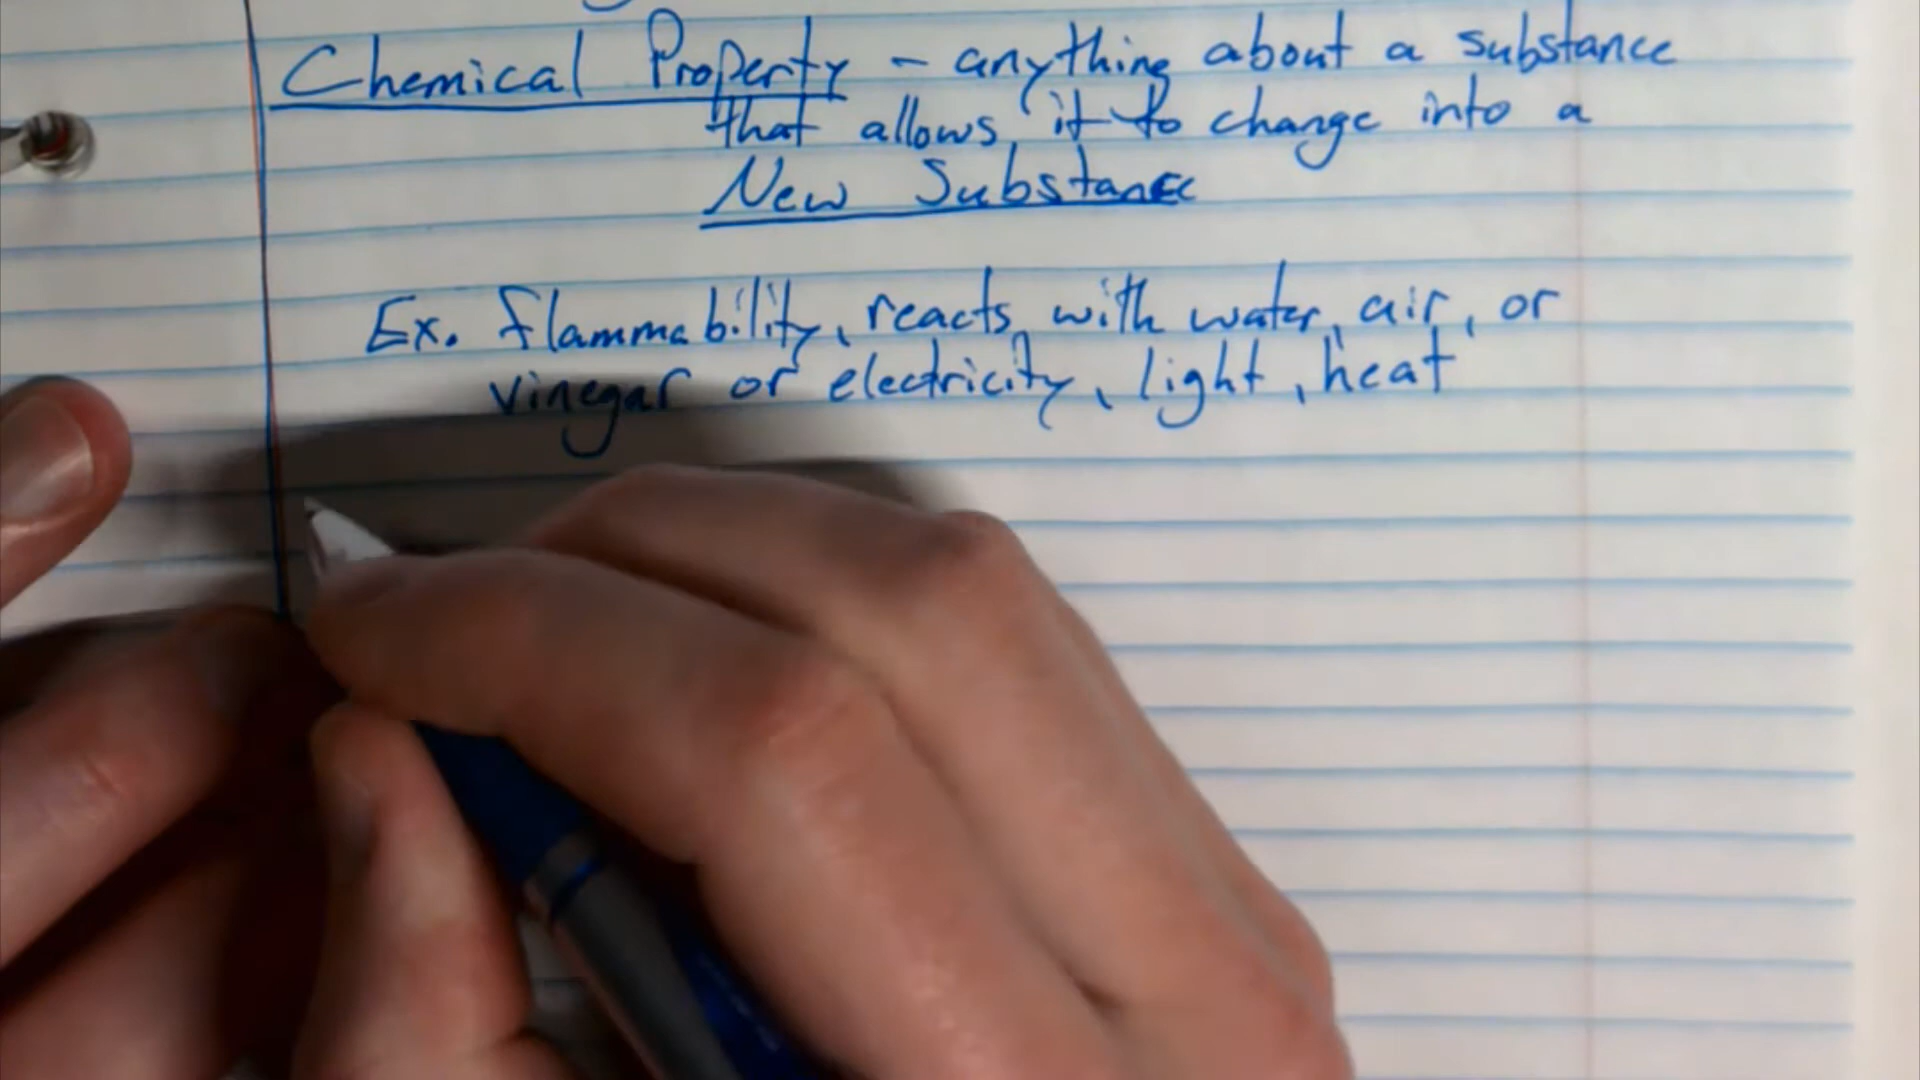 Chemical Property - anything about a substance
that allows it to change into a
New Substance
Ex. flammability, reacts with water, air, or
vinegar or electricity, light, heat